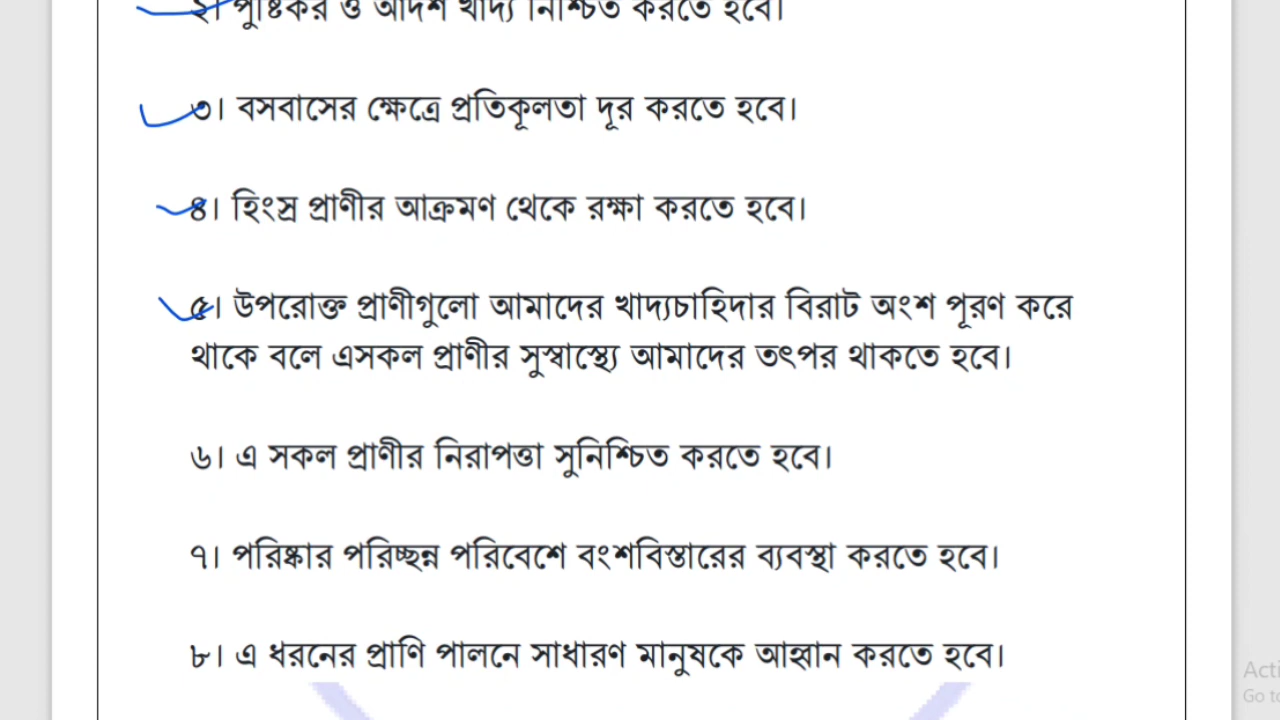 ২। পুষ্টিকর ও আদর্শ খাদ্য নিশ্চিত করতে হবে।
৩। বসবাসের ক্ষেত্রে প্রতিকূলতা দূর করতে হবে।
৪। হিংস্র প্রাণীর আক্রমণ থেকে রক্ষা করতে হবে।
৫। উপরোক্ত প্রাণীগুলো আমাদের খাদ্যচাহিদার বিরাট অংশ পূরণ করে
থাকে বলে এসকল প্রাণীর সুস্বাস্থ্যে আমাদের তৎপর থাকতে হবে।
৬। এ সকল প্রাণীর নিরাপত্তা সুনিশ্চিত করতে হবে।
৭। পরিষ্কার পরিচ্ছন্ন পরিবেশে বংশবিস্তারের ব্যবস্থা করতে হবে।
৮। এ ধরনের প্রাণি পালনে সাধারণ মানুষকে আহ্বান করতে হবে।
Go to